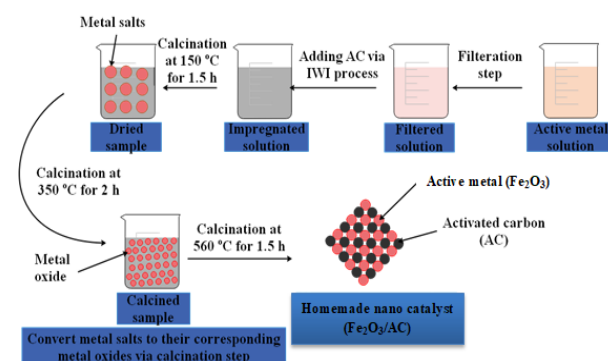 Metal salts
Calcination
at 150 °C
for 1.5 h
Adding AC via
IWI process
Filteration
step
Dried
sample
Impregnated
solution
Filtered
solution
Active metal
solution
Calcination at
350 °C for 2 h
Metal
oxide
Calcined
sample
Calcination at
560 °C for 1.5 h
Active metal (Fe₂O₃)
Activated carbon
(AC)
Homemade nano catalyst
(Fe₂O₃/AC)
Convert metal salts to their corresponding
metal oxides via calcination step